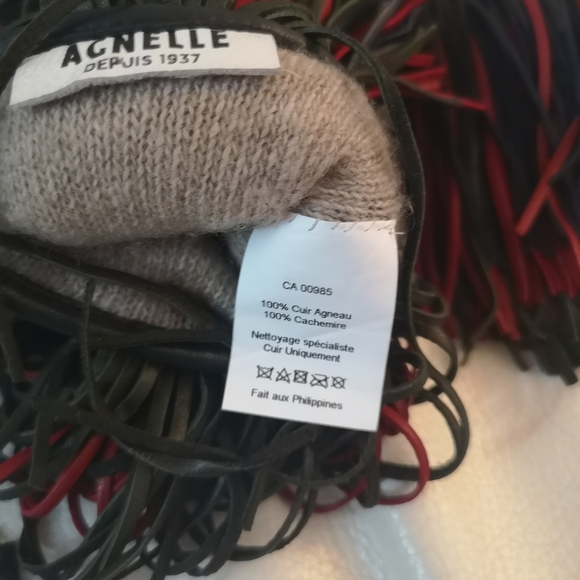 AGNELLE
DEPUIS 1937
CA 00985
100% Cuir Agneau
100% Cachemire
Nettoyage spécialiste
Cuir Uniquement
Fait aux Philippines